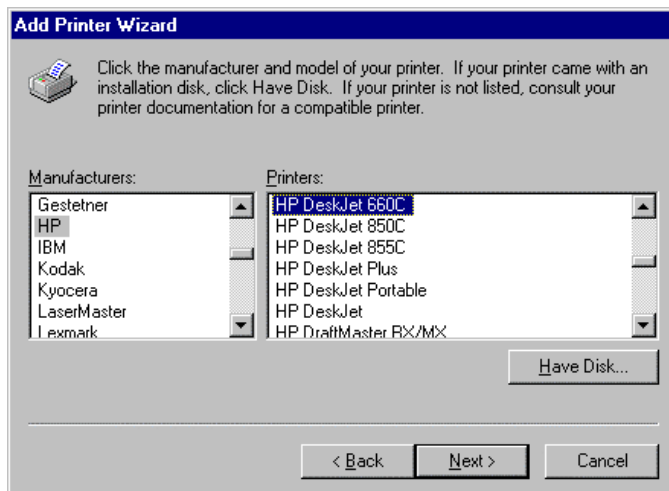 Add Printer Wizard
Click the manufacturer and model of your printer. If your printer came with an
installation disk, click Have Disk. If your printer is not listed, consult your
printer documentation for a compatible printer.
Manufacturers:
Gestetner
HP
IBM
Kodak
Kyocera
LaserMaster
Lexmark
Printers:
HP DeskJet 660C
HP DeskJet 850C
HP DeskJet 855C
HP DeskJet Plus
HP DeskJet Portable
HP DeskJet
HP DraftMaster RX/MX
Have Disk...
< Back
Next >
Cancel